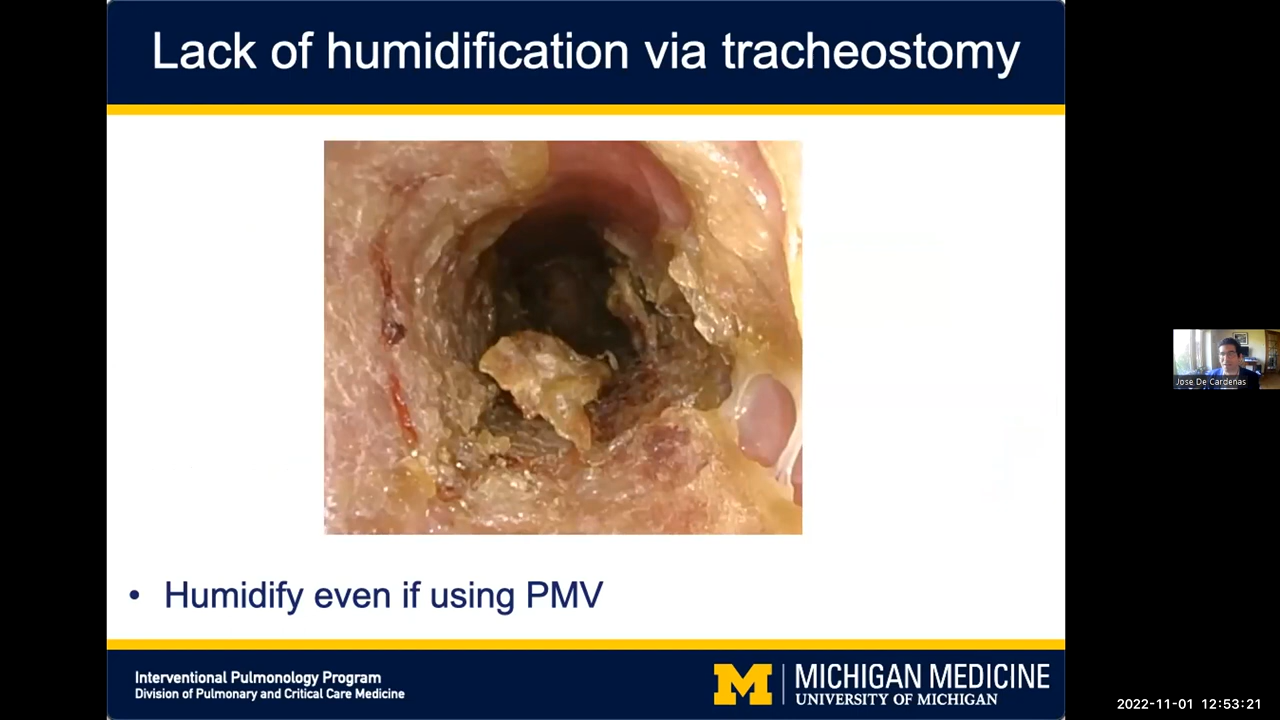 Lack of humidification via tracheostomy
• Humidify even if using PMV
Interventional Pulmonology Program
Division of Pulmonary and Critical Care Medicine
M | MICHIGAN MEDICINE
UNIVERSITY OF MICHIGAN
Jose De Cardenas
2022-11-01 12:53:21